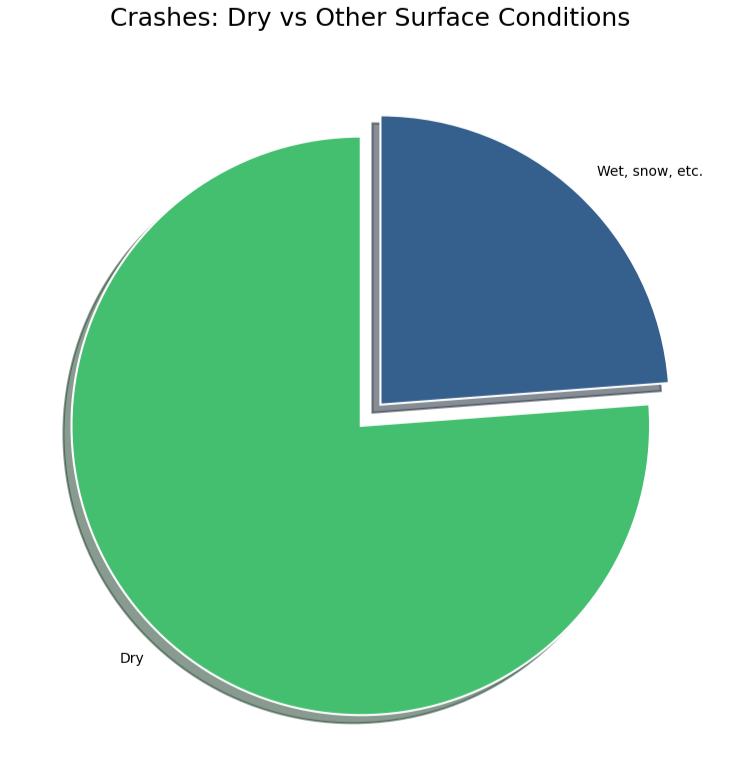 Crashes: Dry vs Other Surface Conditions
Wet, snow, etc.
Dry